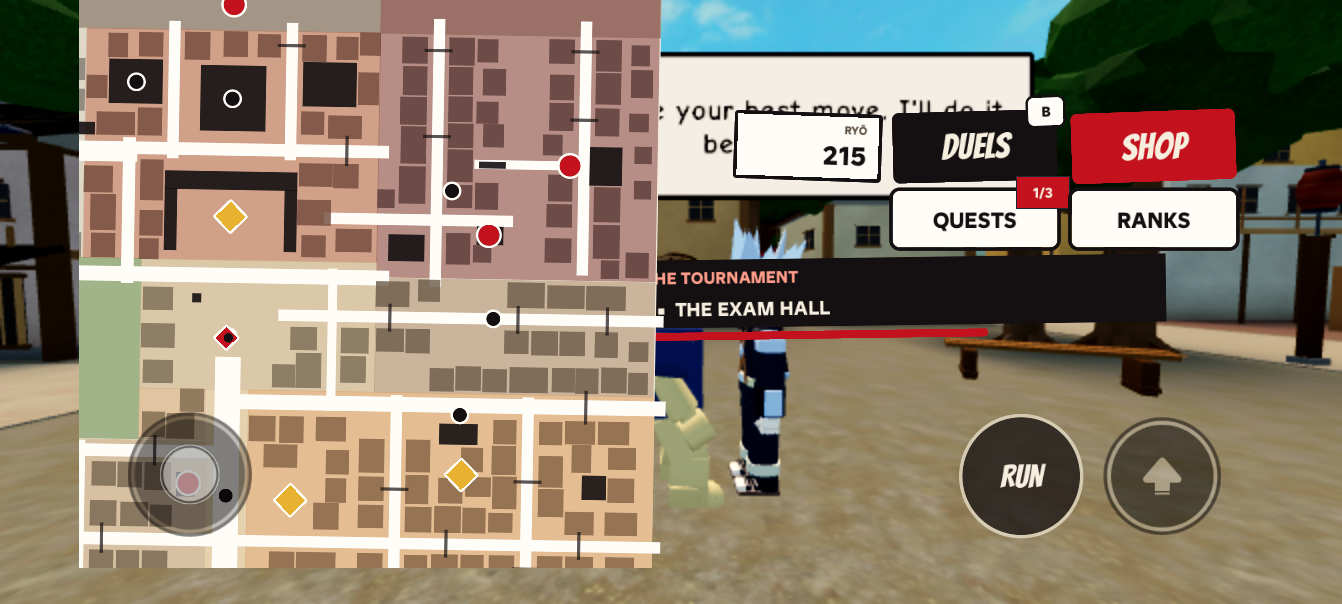 your best move. I'll do it
RYŌ
215
B
DUELS
SHOP
1/3
QUESTS
RANKS
HE TOURNAMENT
THE EXAM HALL
RUN